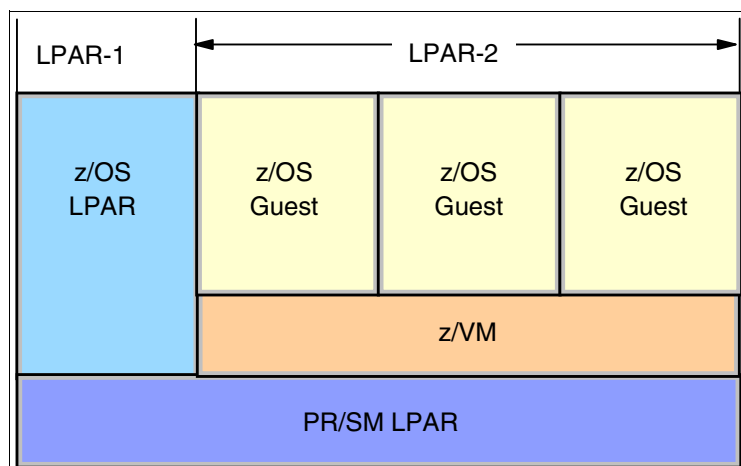 LPAR-1
LPAR-2
z/OS
LPAR
z/OS
Guest
z/OS
Guest
z/OS
Guest
z/VM
PR/SM LPAR